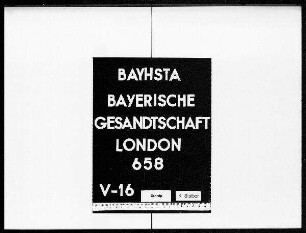 BAYHSTA
BAYERISCHE
GESANDTSCHAFT
LONDON
658
V-16